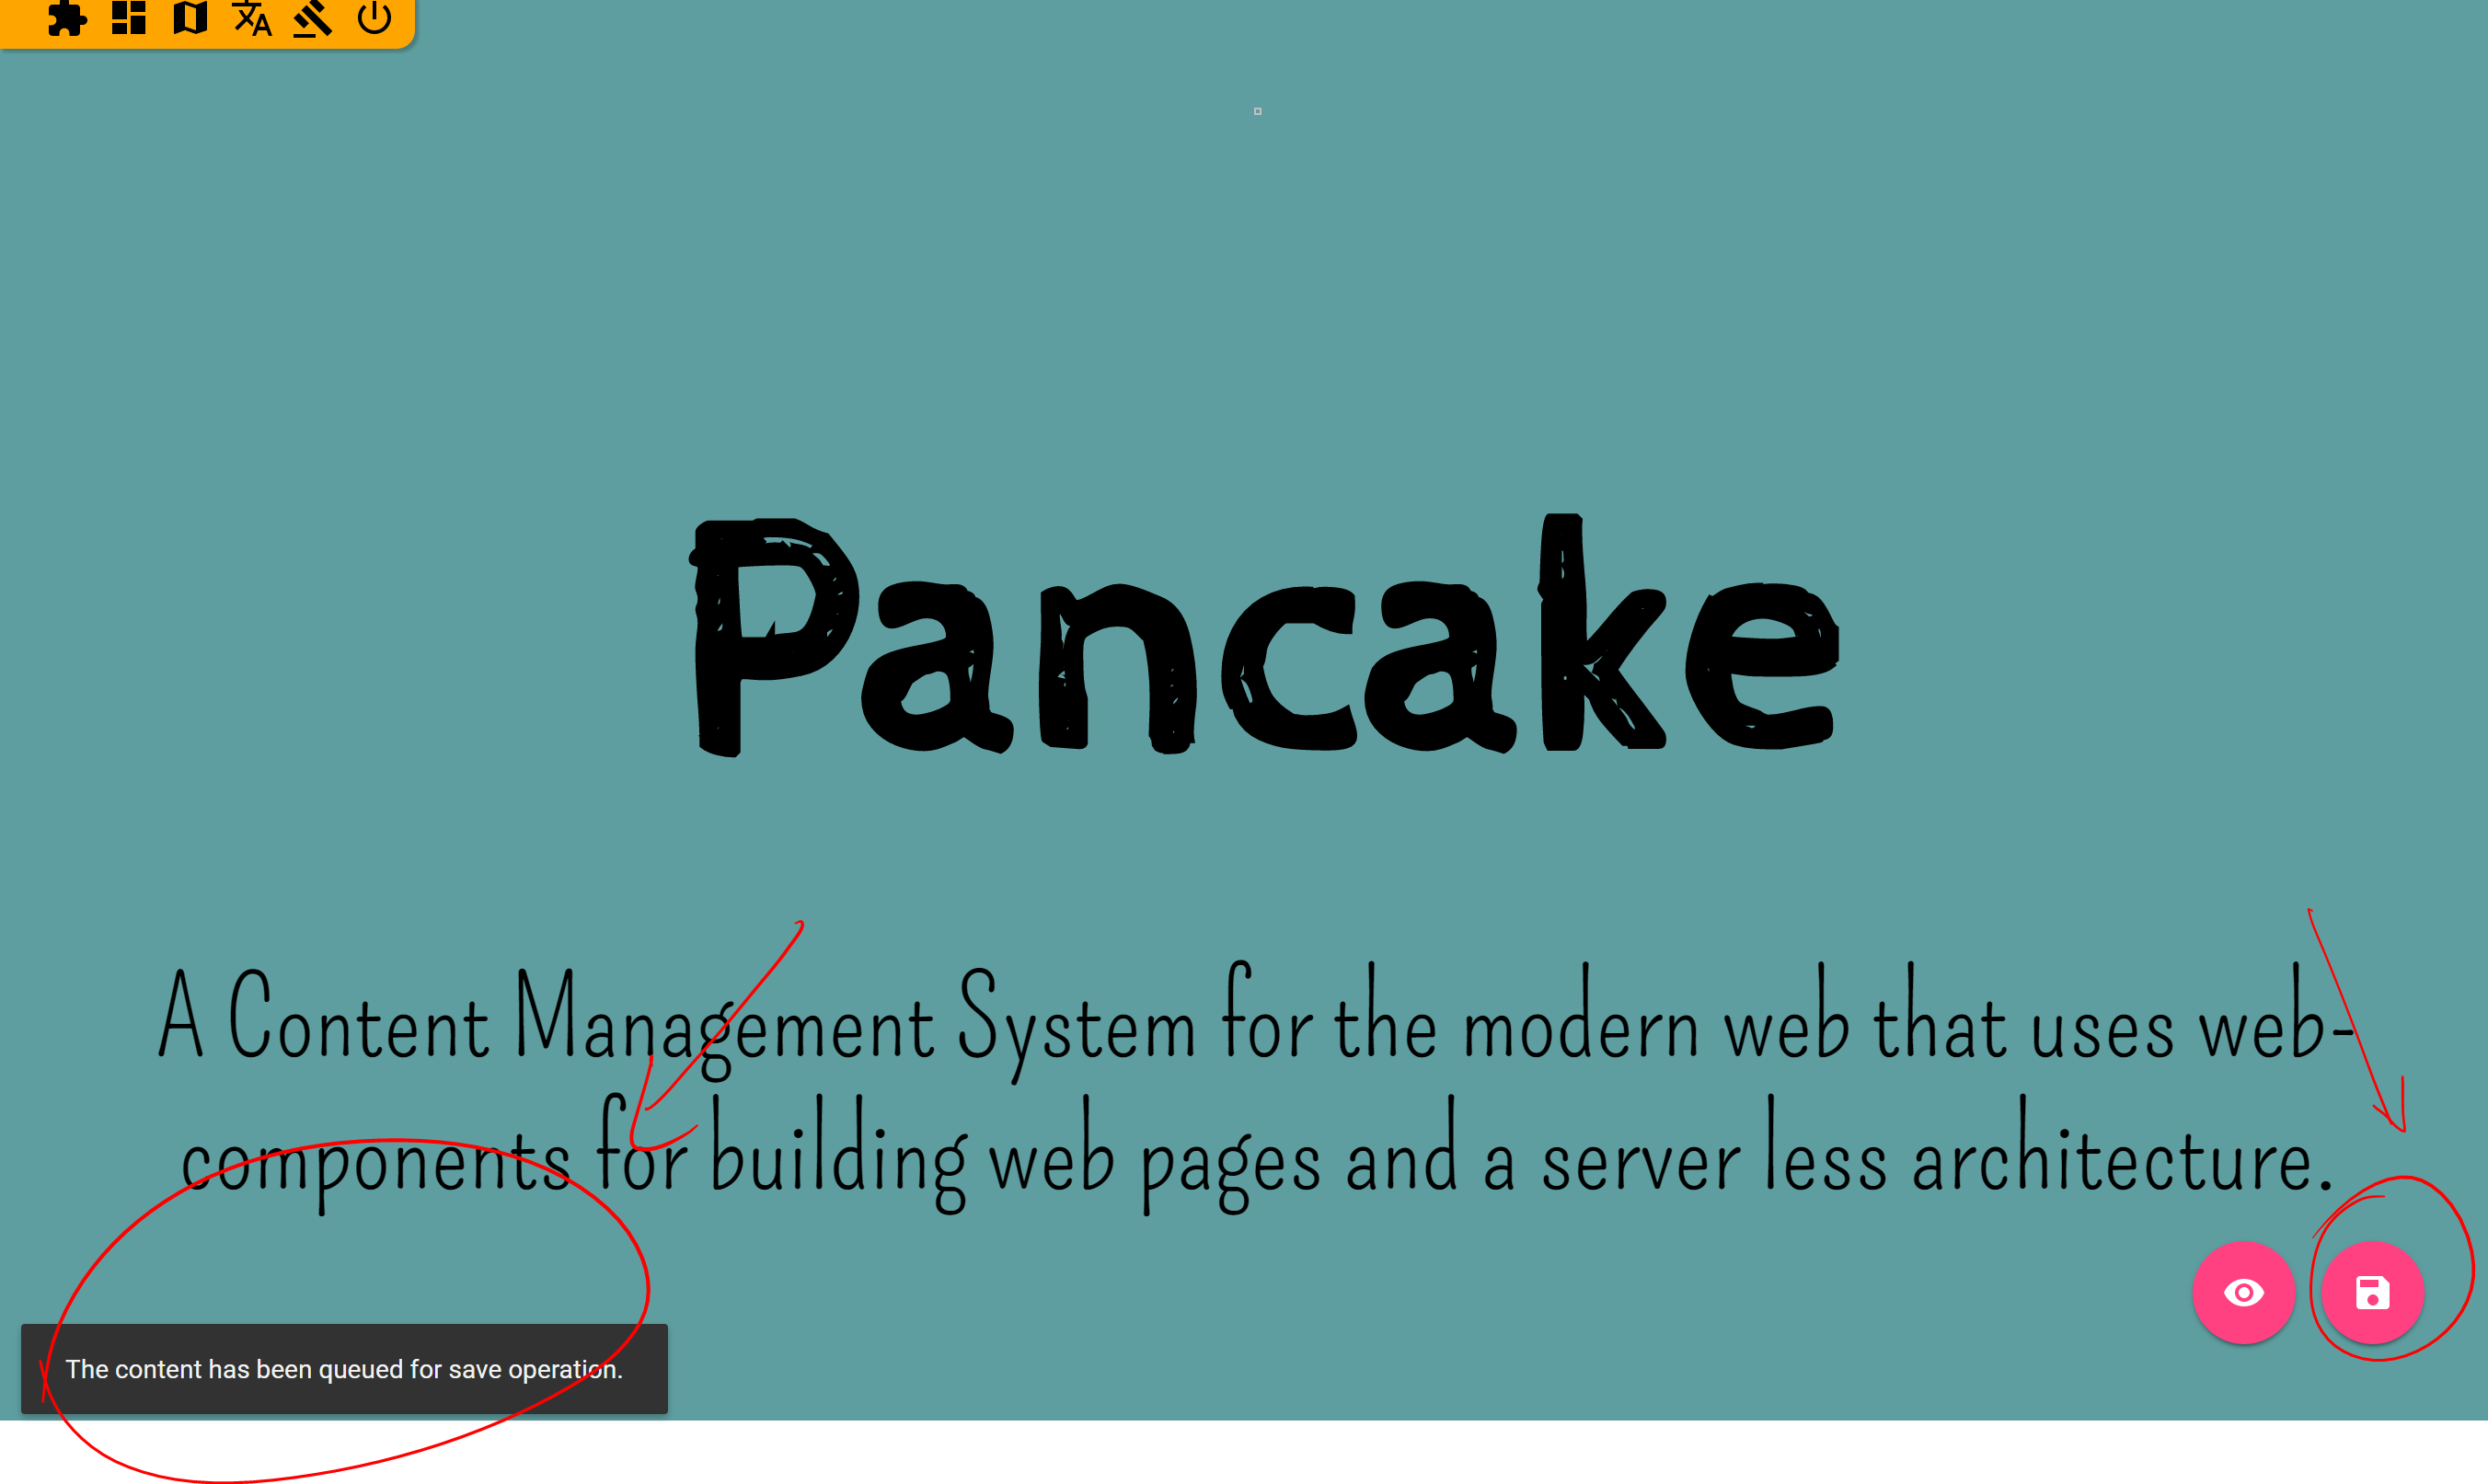 Pancake
A Content Management System for the modern web that uses web-
components for building web pages and a server less architecture.
The content has been queued for save operation.